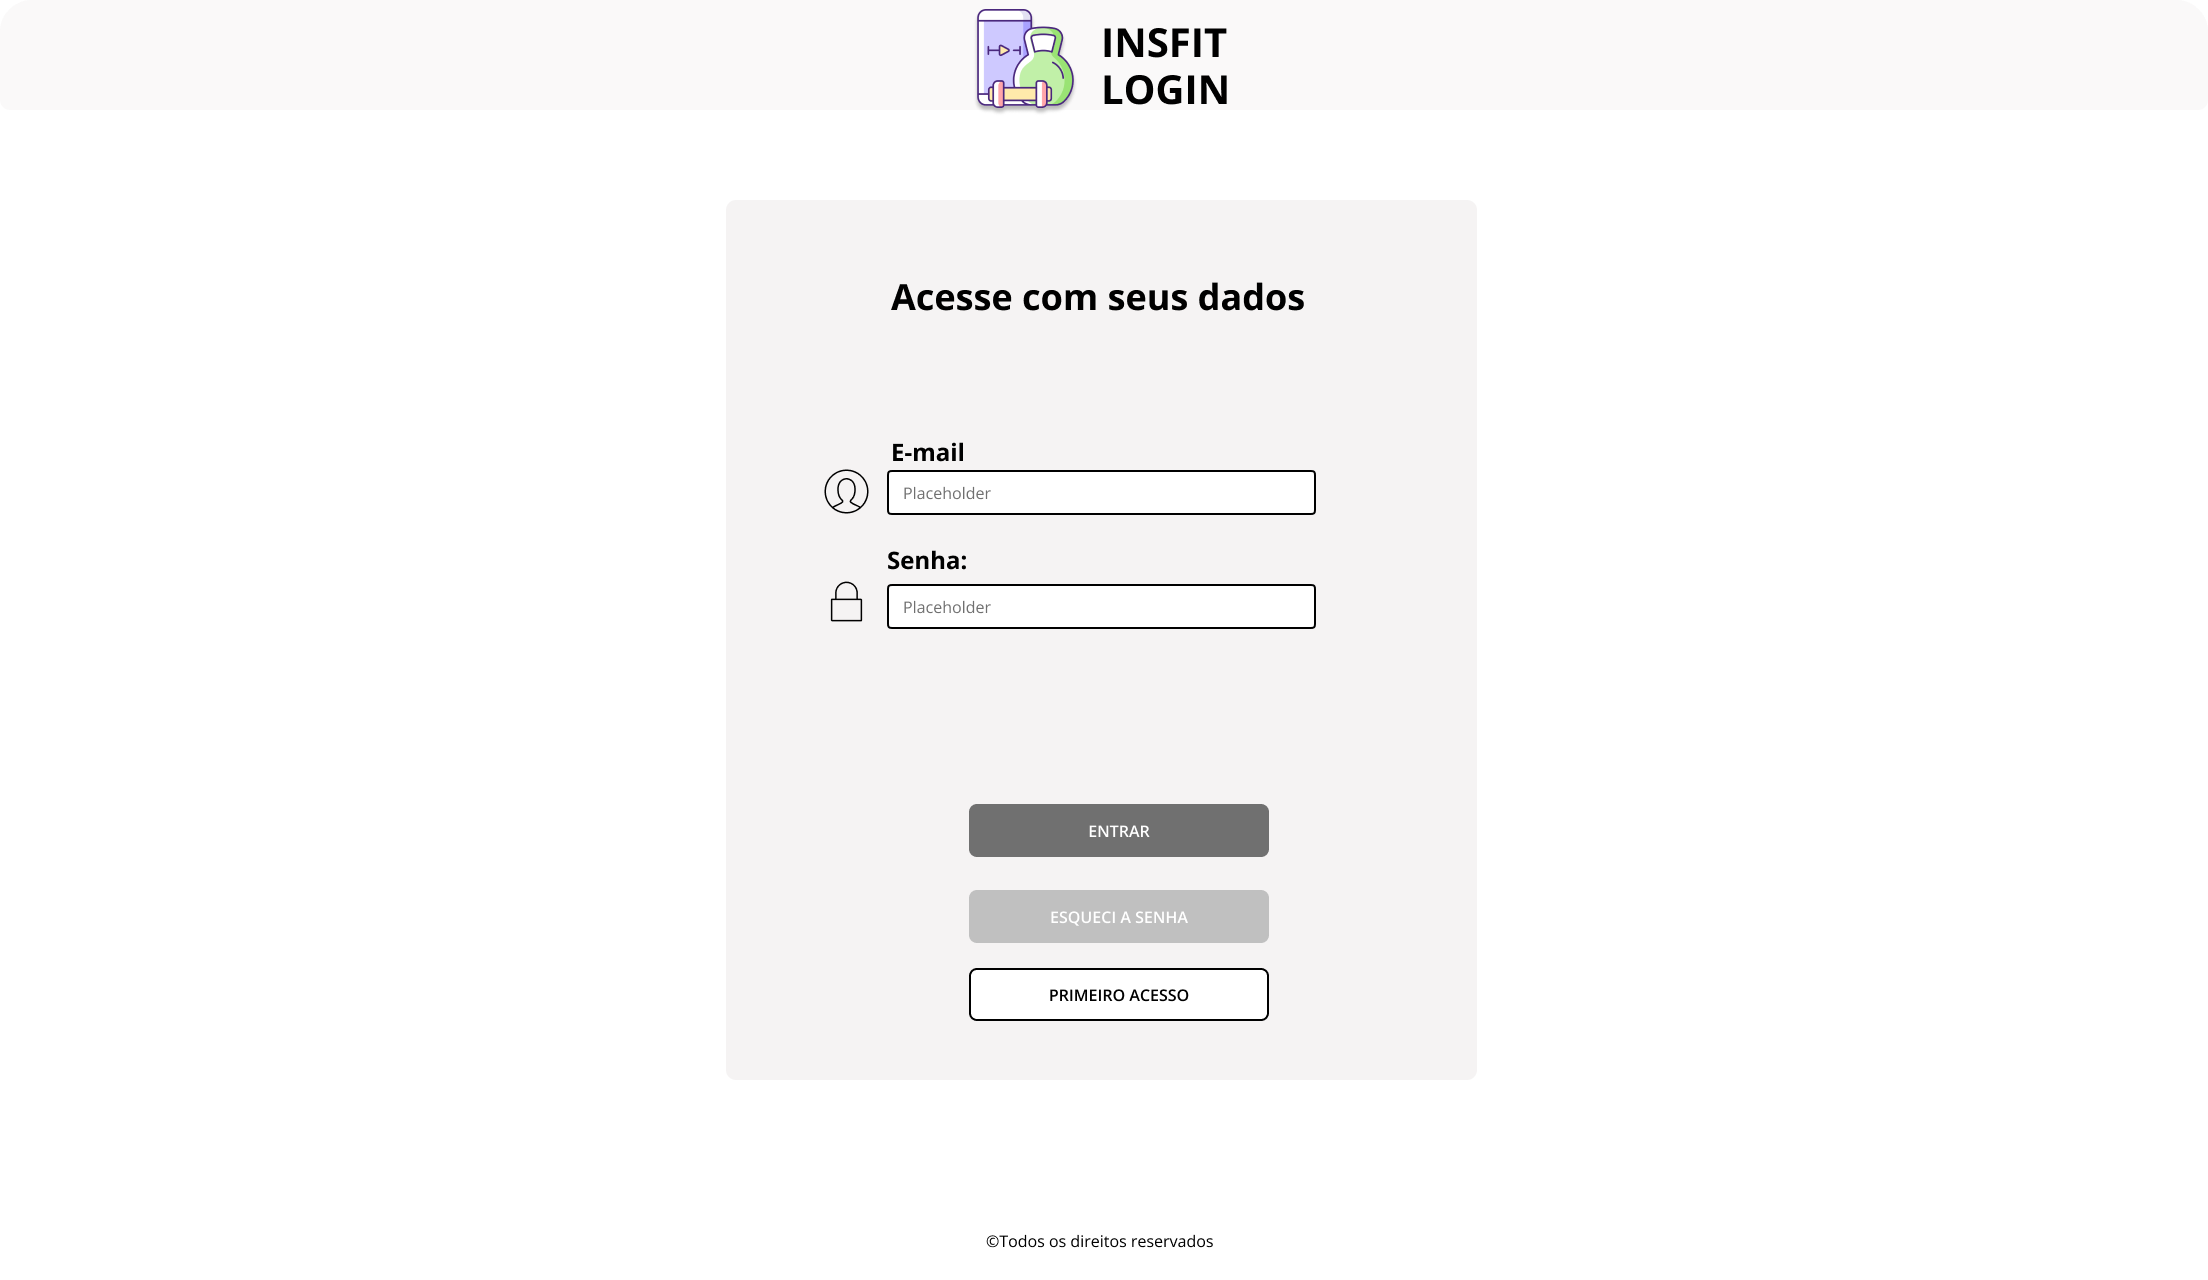 INSFIT
LOGIN
Acesse com seus dados
E-mail
Placeholder
Senha:
Placeholder
ENTRAR
ESQUECI A SENHA
PRIMEIRO ACESSO
©Todos os direitos reservados